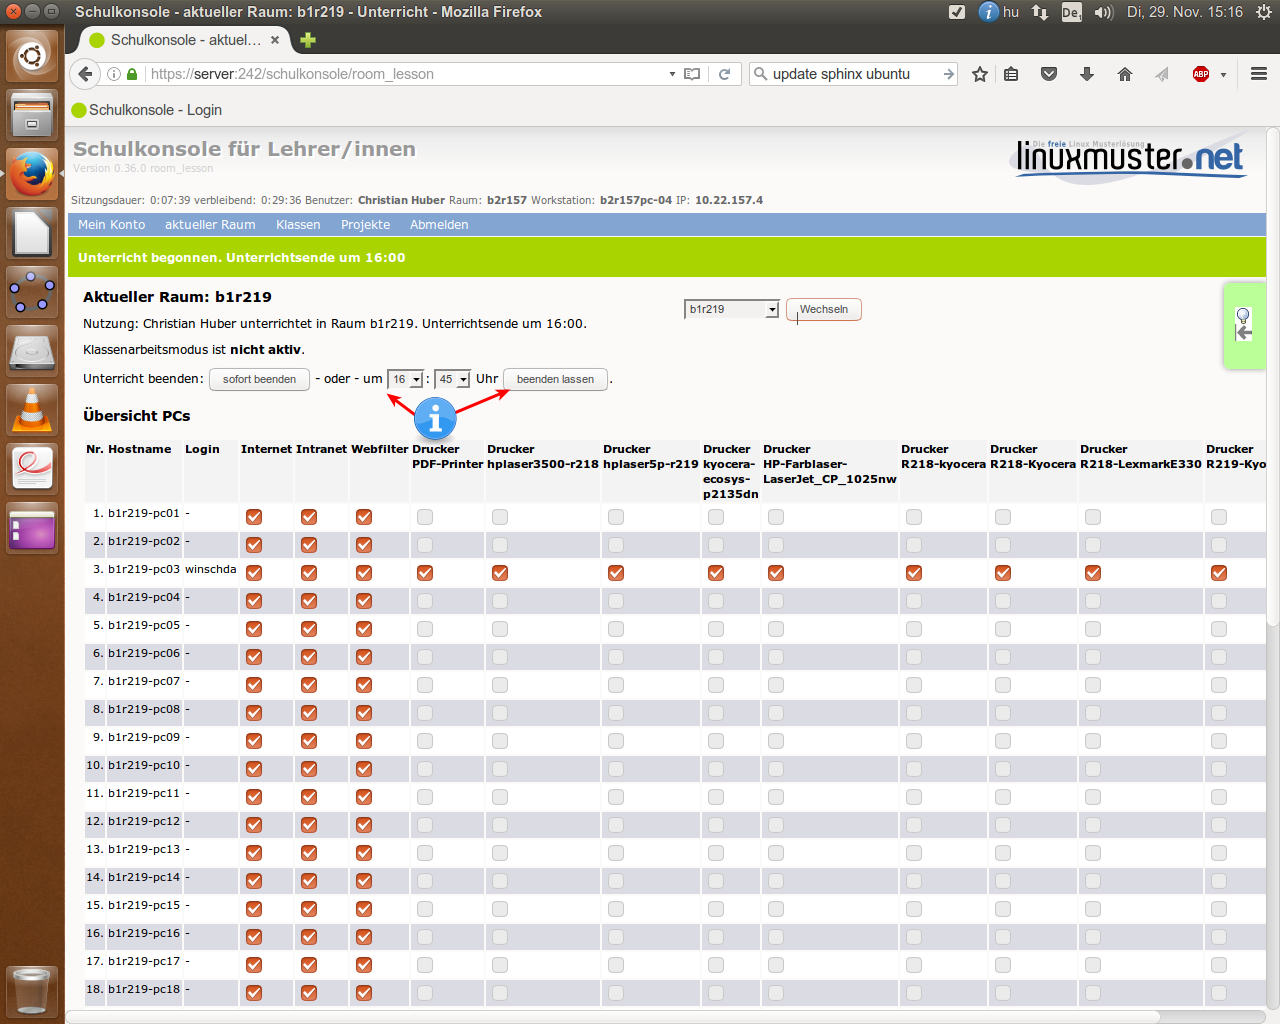 Schulkonsole - aktueller Raum: b1r219 - Unterricht - Mozilla Firefox
hu
De1
Di, 29. Nov. 15:16
Schulkonsole - aktuel...
https://server:242/schulkonsole/room_lesson
update sphinx ubuntu
ABP
Schulkonsole - Login
Schulkonsole für Lehrer/innen
Version 0.36.0 room_lesson
Die freie Linux Musterlösung
linuxmuster.net
Sitzungsdauer: 0:07:39 verbleibend: 0:29:36 Benutzer: Christian Huber Raum: b2r157 Workstation: b2r157pc-04 IP: 10.22.157.4
Mein Konto aktueller Raum Klassen Projekte Abmelden
Unterricht begonnen. Unterrichtsende um 16:00
Aktueller Raum: b1r219
b1r219 Wechseln
Nutzung: Christian Huber unterrichtet in Raum b1r219. Unterrichtsende um 16:00.
Klassenarbeitsmodus ist nicht aktiv.
Unterricht beenden: sofort beenden - oder - um 16 : 45 Uhr beenden lassen .
i
Übersicht PCs
Nr. Hostname Login Internet Intranet Webfilter Drucker PDF-Printer Drucker hplaser3500-r218 Drucker hplaser5p-r219 Drucker kyocera-ecosys-p2135dn Drucker HP-Farblaser-LaserJet_CP_1025nw Drucker R218-kyocera Drucker R218-Kyocera Drucker R218-LexmarkE330 Drucker R219-Kyo
1. b1r219-pc01 -
2. b1r219-pc02 -
3. b1r219-pc03 winschda
4. b1r219-pc04 -
5. b1r219-pc05 -
6. b1r219-pc06 -
7. b1r219-pc07 -
8. b1r219-pc08 -
9. b1r219-pc09 -
10. b1r219-pc10 -
11. b1r219-pc11 -
12. b1r219-pc12 -
13. b1r219-pc13 -
14. b1r219-pc14 -
15. b1r219-pc15 -
16. b1r219-pc16 -
17. b1r219-pc17 -
18. b1r219-pc18 -